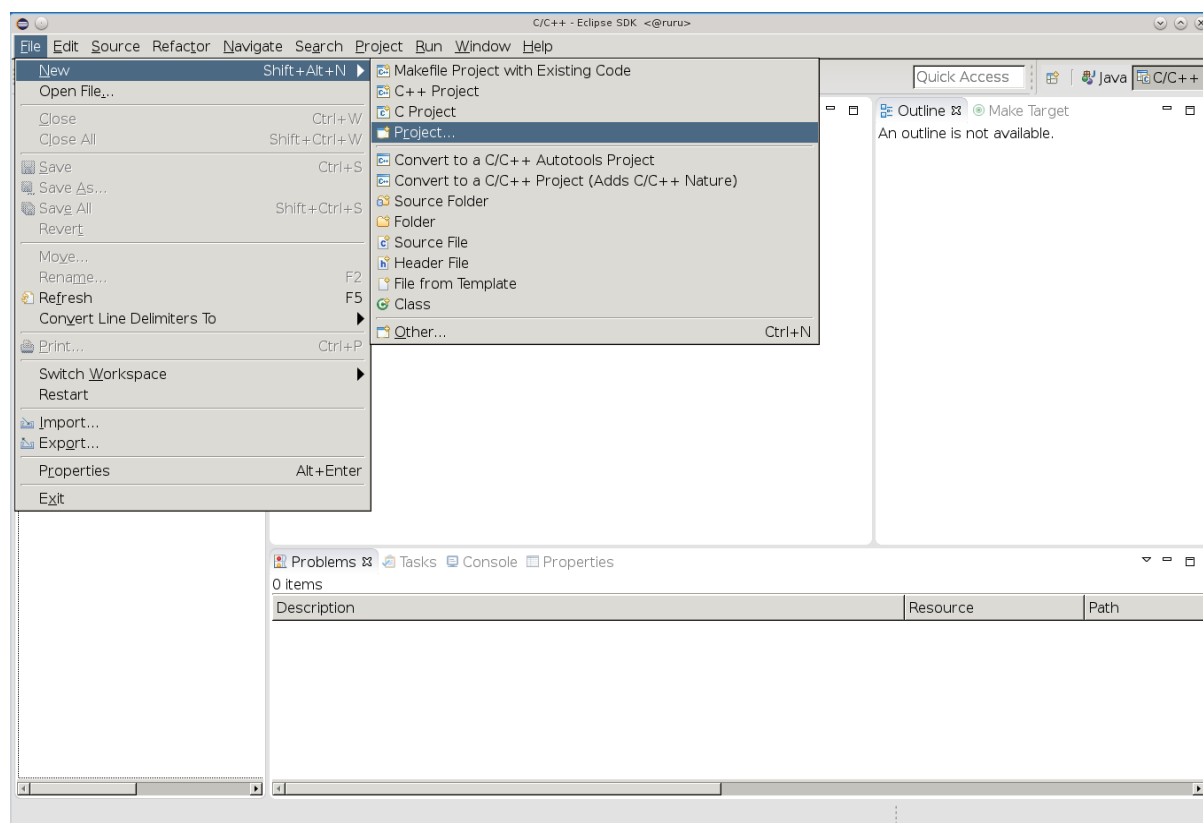 C/C++ - Eclipse SDK <@ruru>
File Edit Source Refactor Navigate Search Project Run Window Help
New Shift+Alt+N
Open File...
Close Ctrl+W
Close All Shift+Ctrl+W
Save Ctrl+S
Save As...
Save All Shift+Ctrl+S
Revert
Move...
Rename... F2
Refresh F5
Convert Line Delimiters To
Print... Ctrl+P
Switch Workspace
Restart
Import...
Export...
Properties Alt+Enter
Exit
Makefile Project with Existing Code
C++ Project
C Project
Project...
Convert to a C/C++ Autotools Project
Convert to a C/C++ Project (Adds C/C++ Nature)
Source Folder
Folder
Source File
Header File
File from Template
Class
Other... Ctrl+N
Quick Access Java C/C++
Outline Make Target
An outline is not available.
Problems Tasks Console Properties
0 items
Description Resource Path